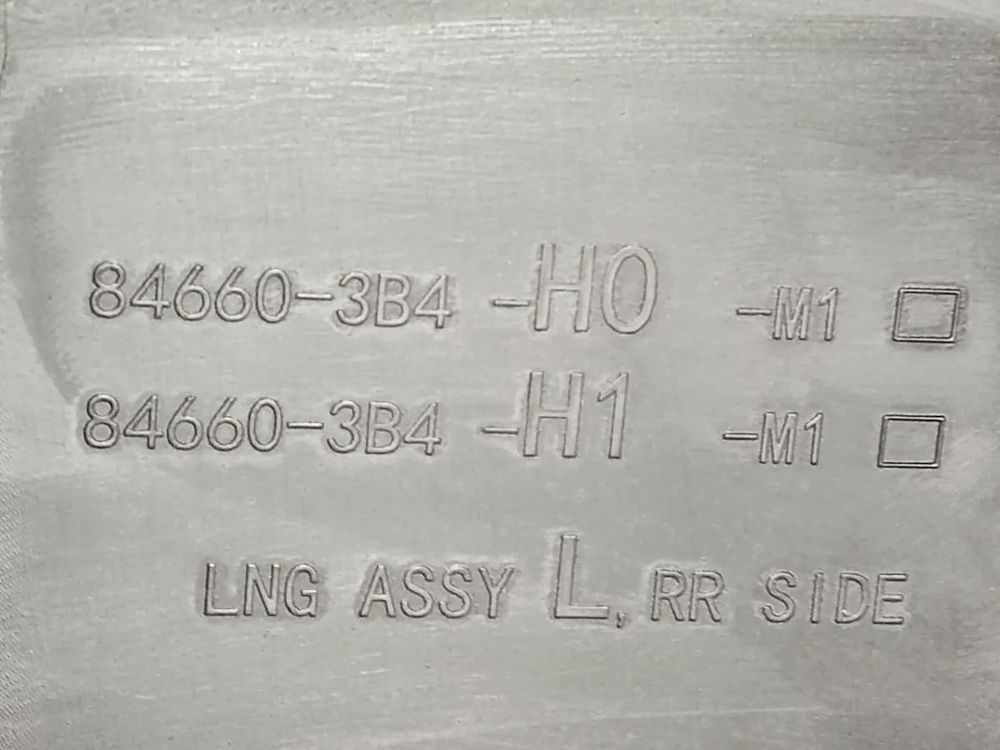 84660-3B4 -H0 -M1 □
84660-3B4 -H1 -M1 □
LNG ASSY L, RR SIDE